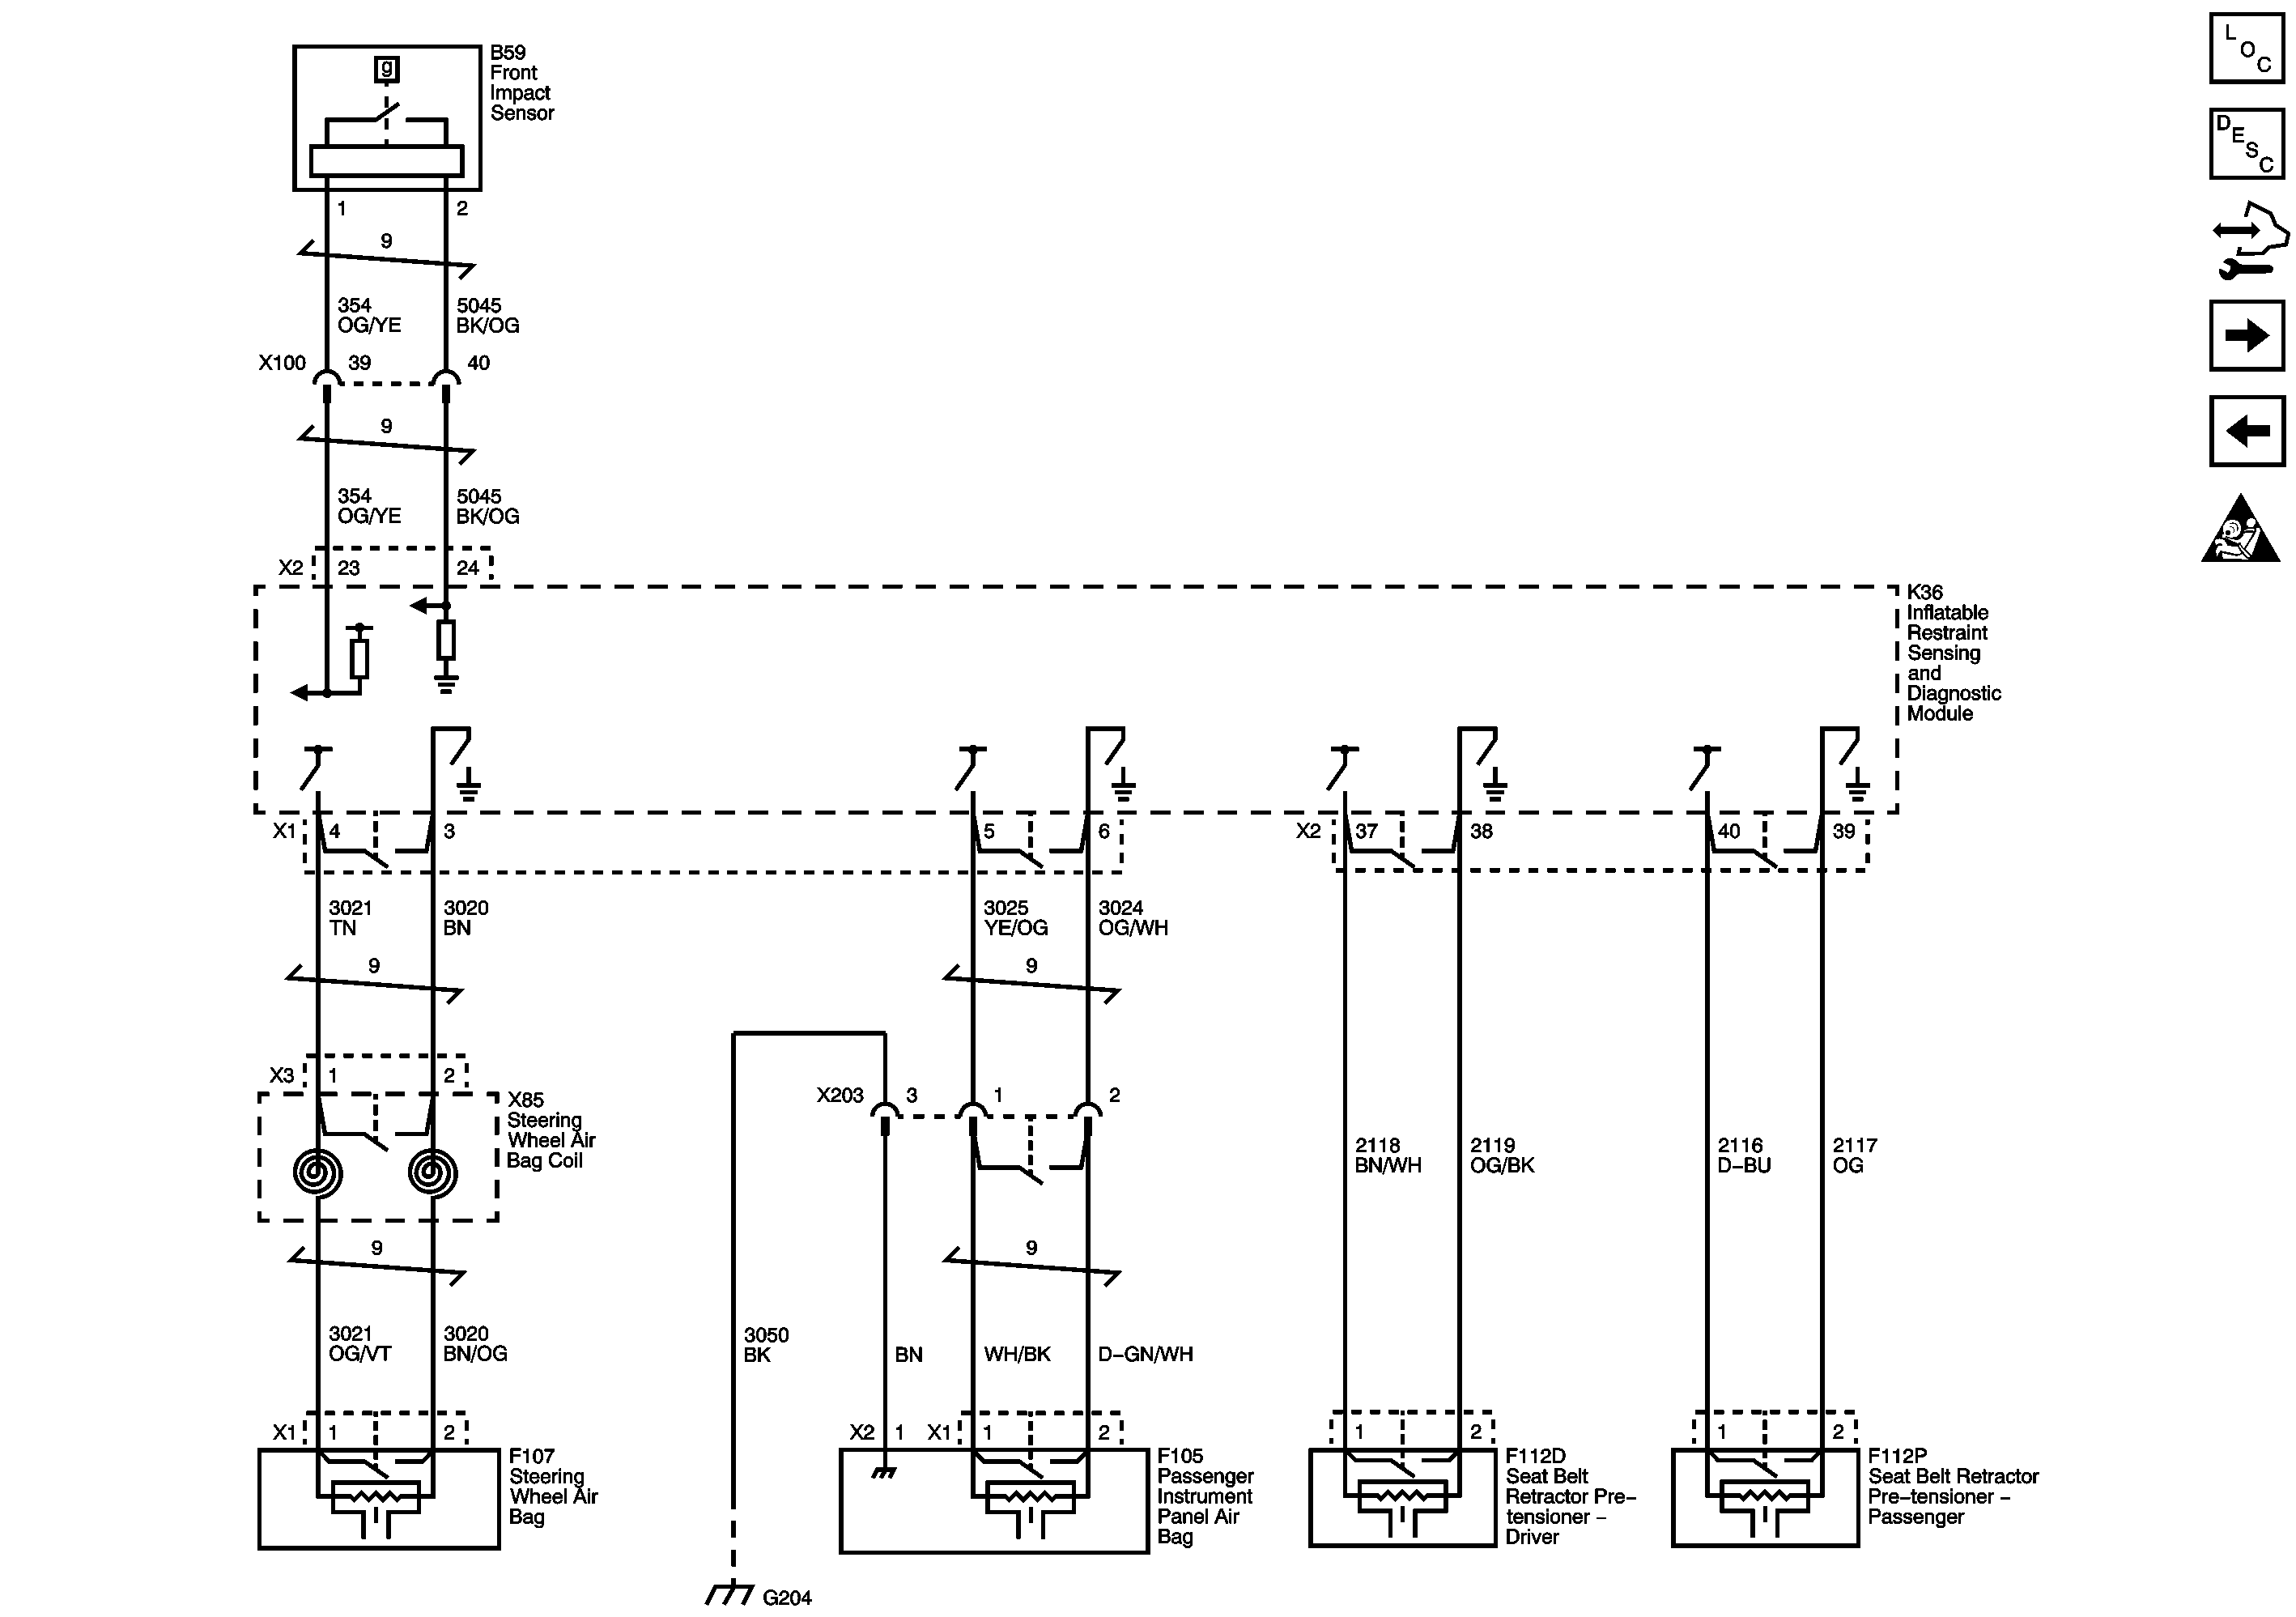 B59
Front
Impact
Sensor
g
L
O
C
D
E
S
C
1 2
9
354 5045
OG/YE BK/OG
X100 39 40
9
354 5045
OG/YE BK/OG
X2 23 24
K36
Inflatable
Restraint
Sensing
and
Diagnostic
Module
X1 4 3 5 6 X2 37 38 40 39
3021 3020 3025 3024
TN BN YE/OG OG/WH
9 9
X3 1 2
X85
Steering
Wheel Air
Bag Coil
X203 3 1 2
2118 2119 2116 2117
BN/WH OG/BK D-BU OG
9 9
3021 3020 3050
OG/VT BN/OG BK BN WH/BK D-GN/WH
X1 1 2 X2 1 X1 1 2 1 2 1 2
F107
Steering
Wheel Air
Bag
F105
Passenger
Instrument
Panel Air
Bag
F112D
Seat Belt
Retractor Pre-
tensioner -
Driver
F112P
Seat Belt Retractor
Pre-tensioner -
Passenger
G204